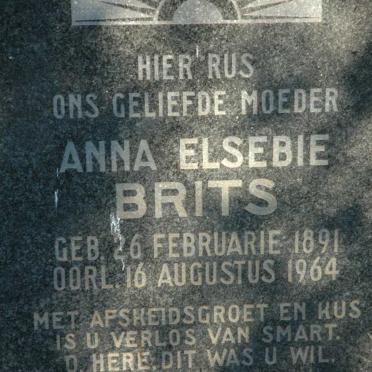 HIER RUS
ONS GELIEFDE MOEDER
ANNA ELSEBIE
BRITS
GEB. 26 FEBRUARIE 1891
OORL. 16 AUGUSTUS 1964
MET AFSKEIDSGROET EN KUS
IS U VERLOS VAN SMART.
O, HERE, DIT WAS U WIL,